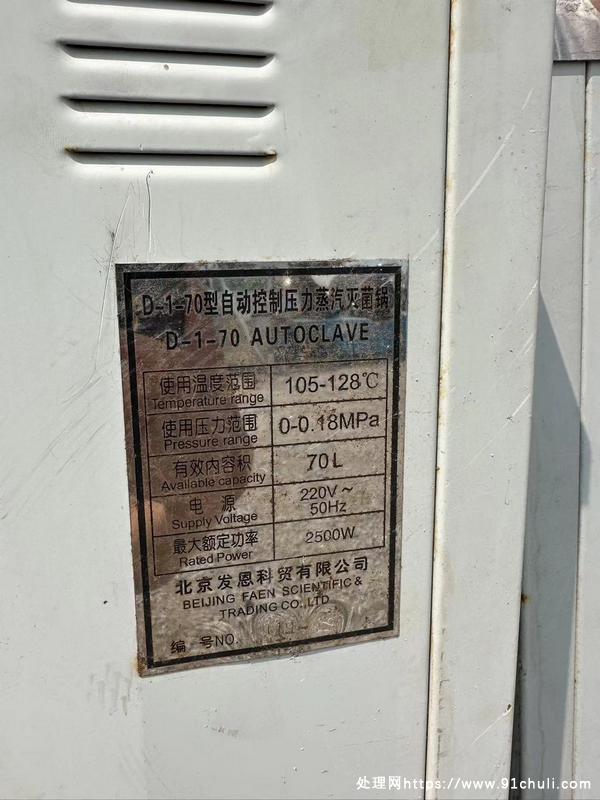 D-1-70型自动控制压力蒸汽灭菌锅
D-1-70 AUTOCLAVE
使用温度范围 105-128℃
Temperature range
使用压力范围 0-0.18MPa
Pressure range
有效内容积 70L
Available capacity
电 源 220V~
Supply Voltage 50Hz
最大额定功率 2500W
Rated Power
北京发恩科贸有限公司
BEIJING FAEN SCIENTIFIC &
TRADING CO., LTD
编 号NO.
处理网https://www.91chuli.com